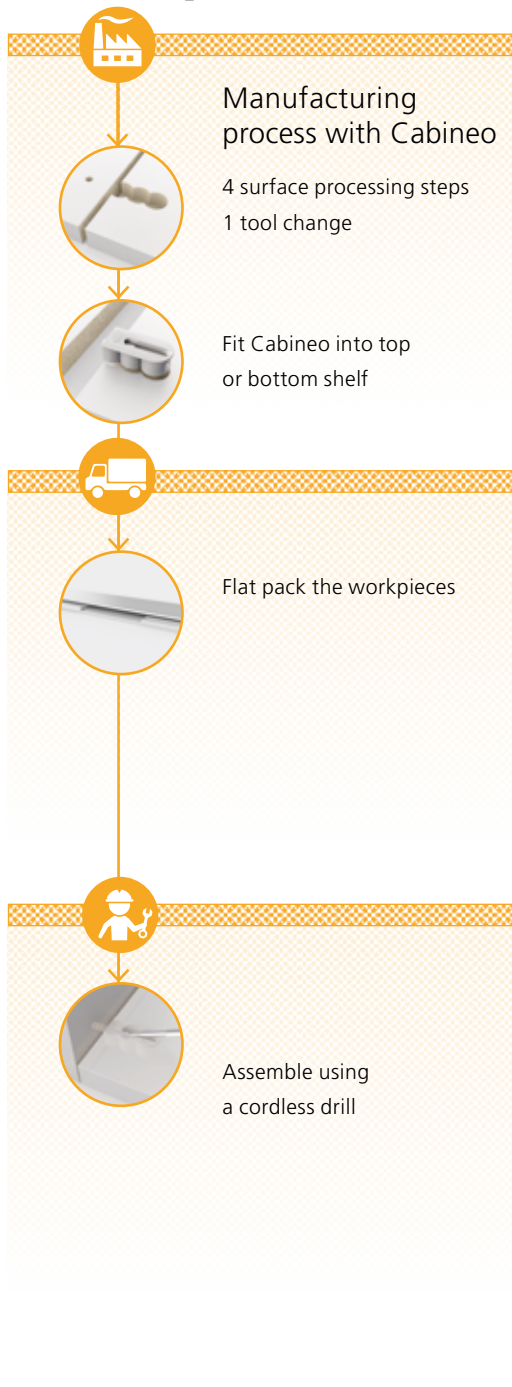 Manufacturing
process with Cabineo
4 surface processing steps
1 tool change
Fit Cabineo into top
or bottom shelf
Flat pack the workpieces
Assemble using
a cordless drill